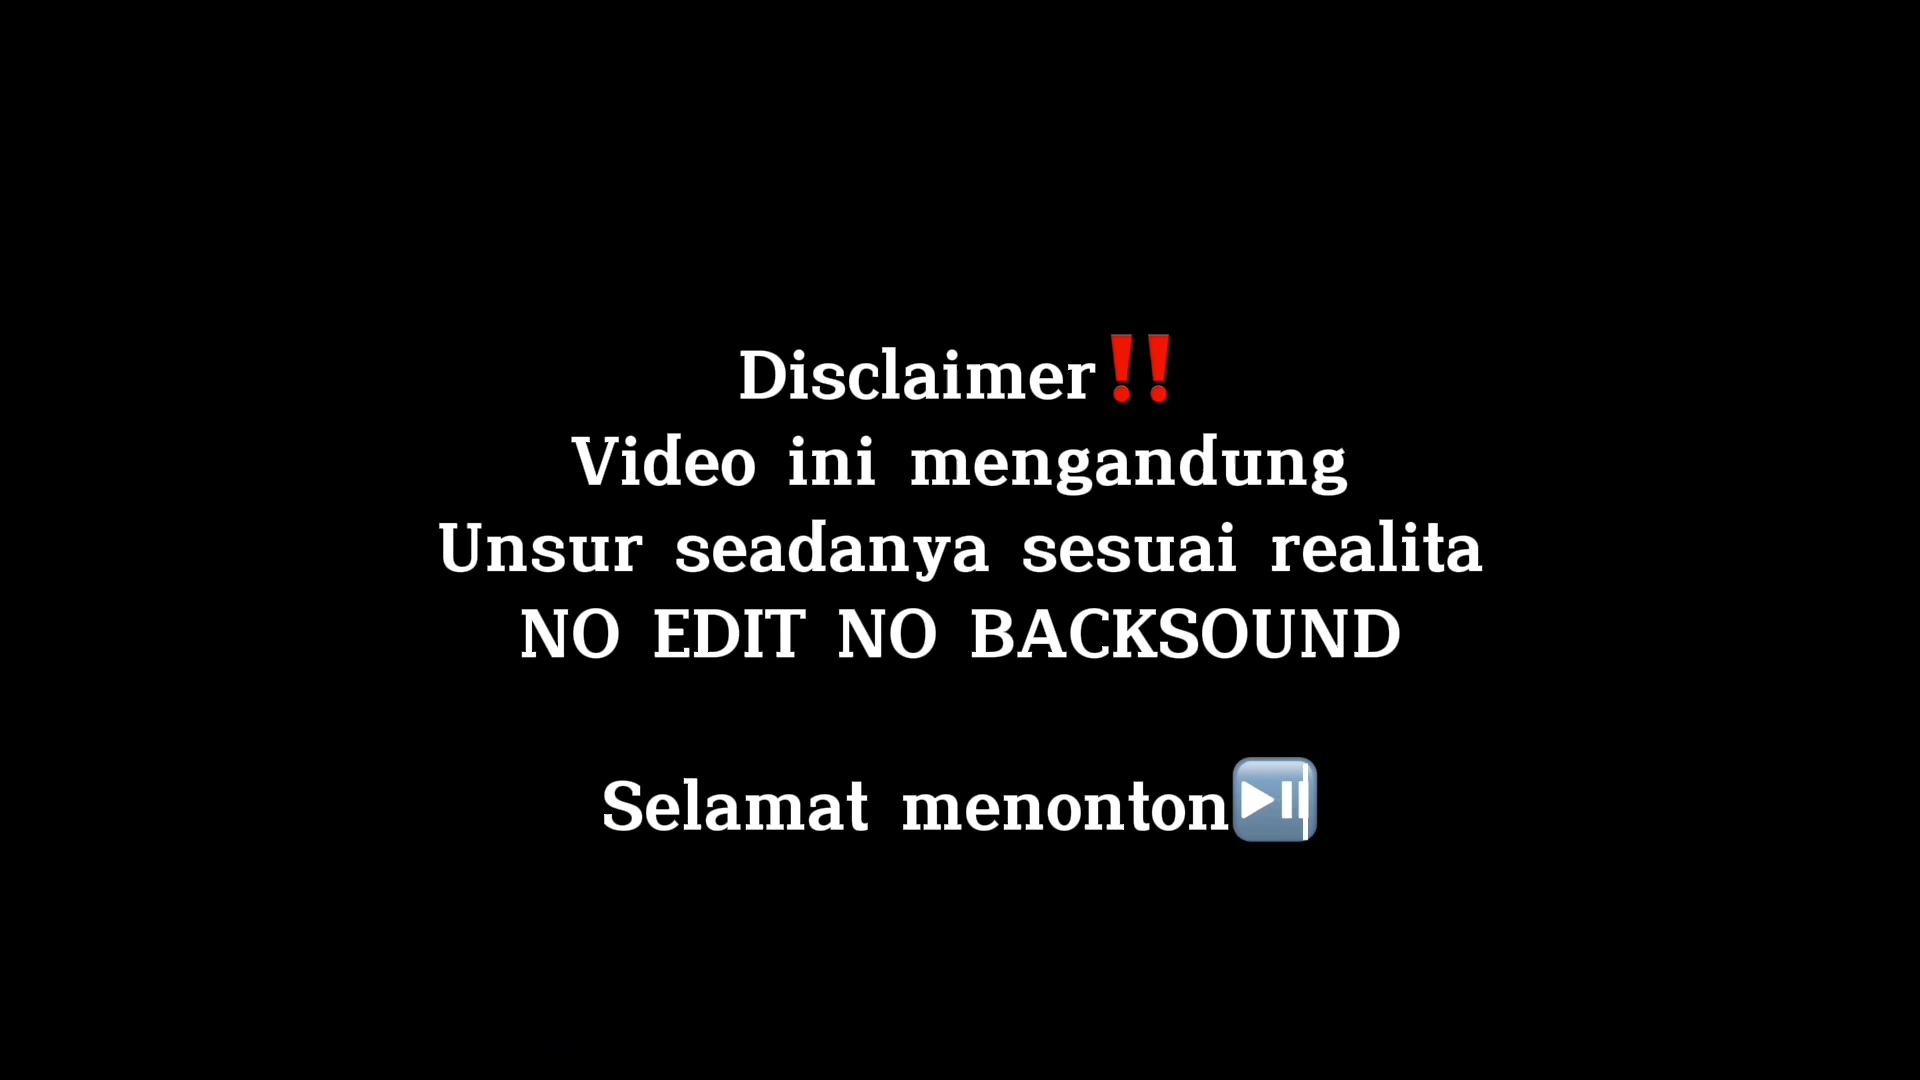 Disclaimer‼️
Video ini mengandung
Unsur seadanya sesuai realita
NO EDIT NO BACKSOUND
Selamat menonton⏯️